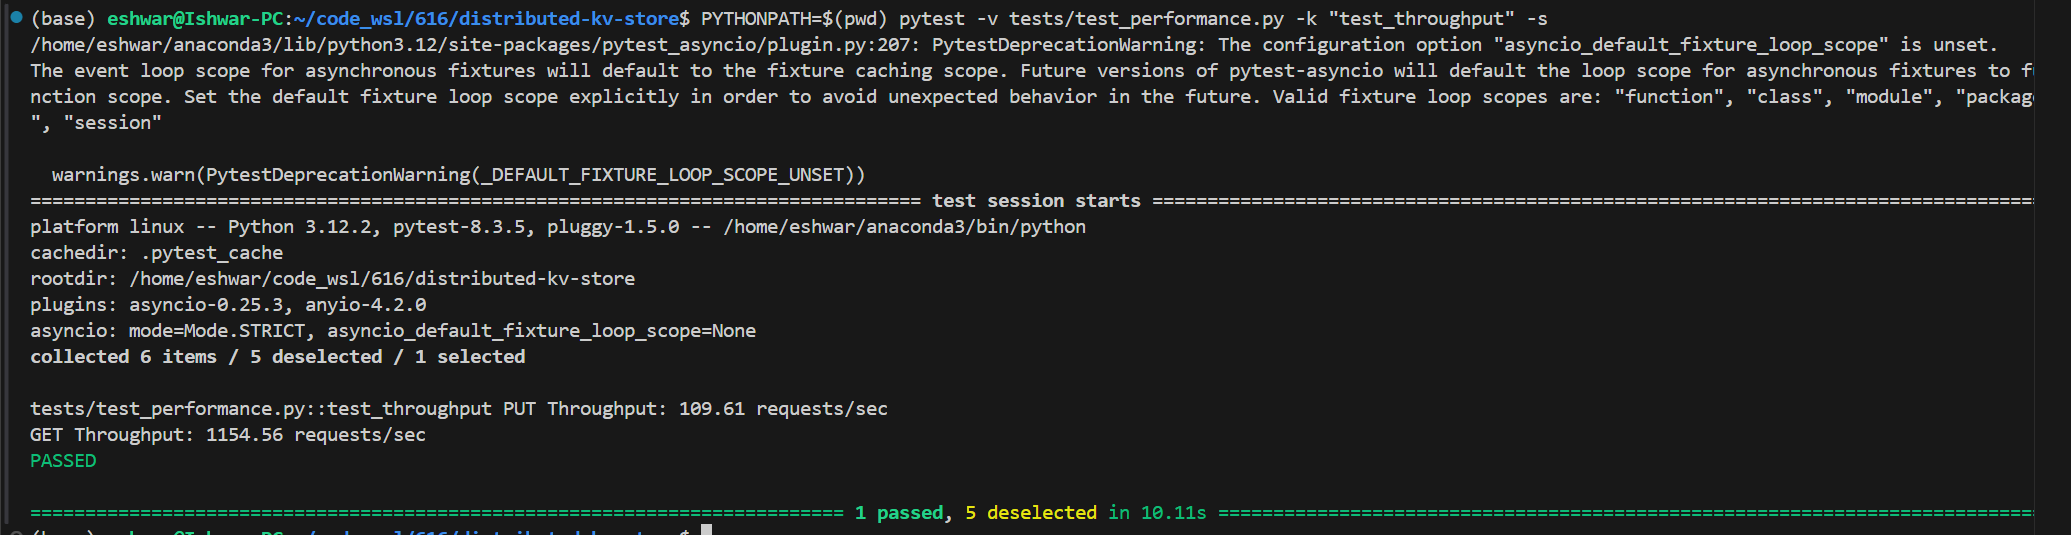 (base) eshwar@Ishwar-PC:~/code_wsl/616/distributed-kv-store$ PYTHONPATH=$(pwd) pytest -v tests/test_performance.py -k "test_throughput" -s
/home/eshwar/anaconda3/lib/python3.12/site-packages/pytest_asyncio/plugin.py:207: PytestDeprecationWarning: The configuration option "asyncio_default_fixture_loop_scope" is unset.
The event loop scope for asynchronous fixtures will default to the fixture caching scope. Future versions of pytest-asyncio will default the loop scope for asynchronous fixtures to fu
nction scope. Set the default fixture loop scope explicitly in order to avoid unexpected behavior in the future. Valid fixture loop scopes are: "function", "class", "module", "package
", "session"
warnings.warn(PytestDeprecationWarning(_DEFAULT_FIXTURE_LOOP_SCOPE_UNSET))
================================================================================= test session starts =================================================================================
platform linux -- Python 3.12.2, pytest-8.3.5, pluggy-1.5.0 -- /home/eshwar/anaconda3/bin/python
cachedir: .pytest_cache
rootdir: /home/eshwar/code_wsl/616/distributed-kv-store
plugins: asyncio-0.25.3, anyio-4.2.0
asyncio: mode=Mode.STRICT, asyncio_default_fixture_loop_scope=None
collected 6 items / 5 deselected / 1 selected
tests/test_performance.py::test_throughput PUT Throughput: 109.61 requests/sec
GET Throughput: 1154.56 requests/sec
PASSED
========================================================================== 1 passed, 5 deselected in 10.11s ===========================================================================